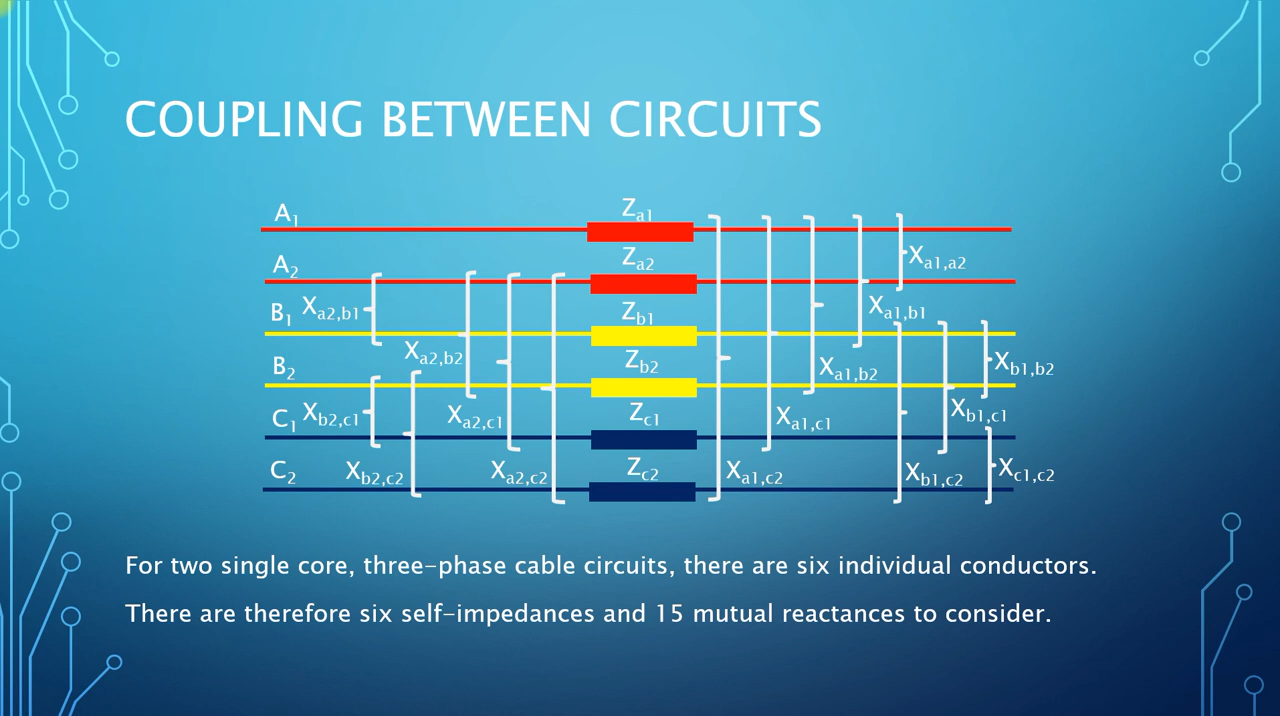 COUPLING BETWEEN CIRCUITS
A1
Za1
A2
Za2
Xa1,a2
B1
Xa2,b1
Zb1
Xa1,b1
Xa2,b2
B2
Zb2
Xa1,b2
Xb1,b2
C1
Xb2,c1
Xa2,c1
Zc1
Xa1,c1
Xb1,c1
C2
Xb2,c2
Xa2,c2
Zc2
Xa1,c2
Xb1,c2
Xc1,c2
For two single core, three-phase cable circuits, there are six individual conductors.
There are therefore six self-impedances and 15 mutual reactances to consider.